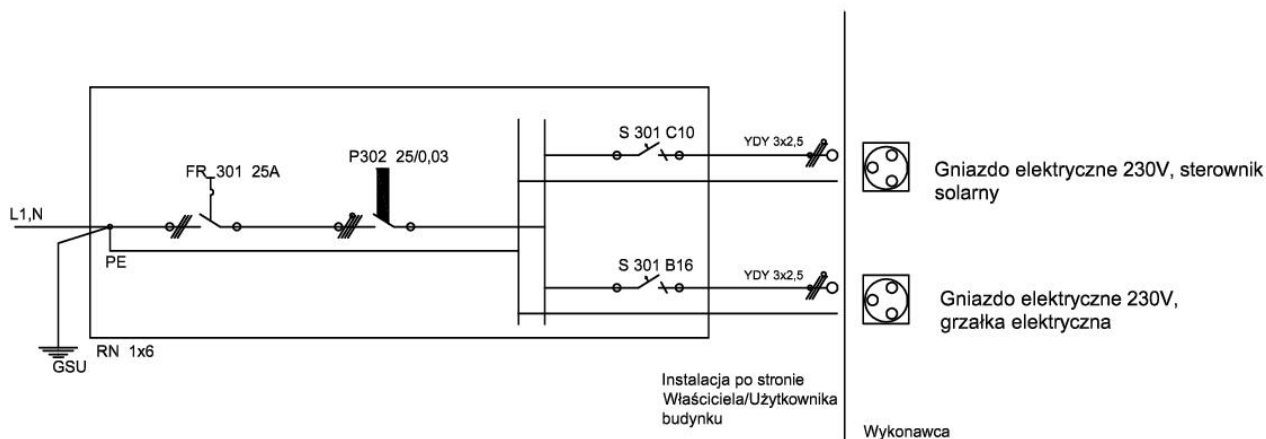 S 301 C10
YDY 3x2,5
P302 25/0,03
FR 301 25A
Gniazdo elektryczne 230V, sterownik
solarny
L1,N
PE
S 301 B16
YDY 3x2,5
Gniazdo elektryczne 230V,
grzałka elektryczna
RN 1x6
GSU
Instalacja po stronie
Właściciela/Użytkownika
budynku
Wykonawca